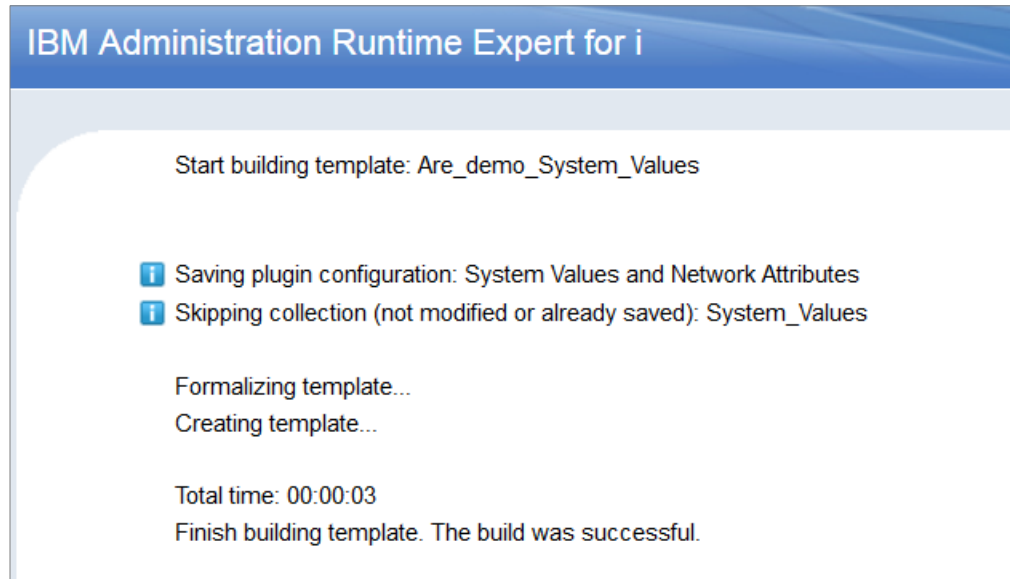 IBM Administration Runtime Expert for i
Start building template: Are_demo_System_Values
Saving plugin configuration: System Values and Network Attributes
Skipping collection (not modified or already saved): System_Values
Formalizing template...
Creating template...
Total time: 00:00:03
Finish building template. The build was successful.